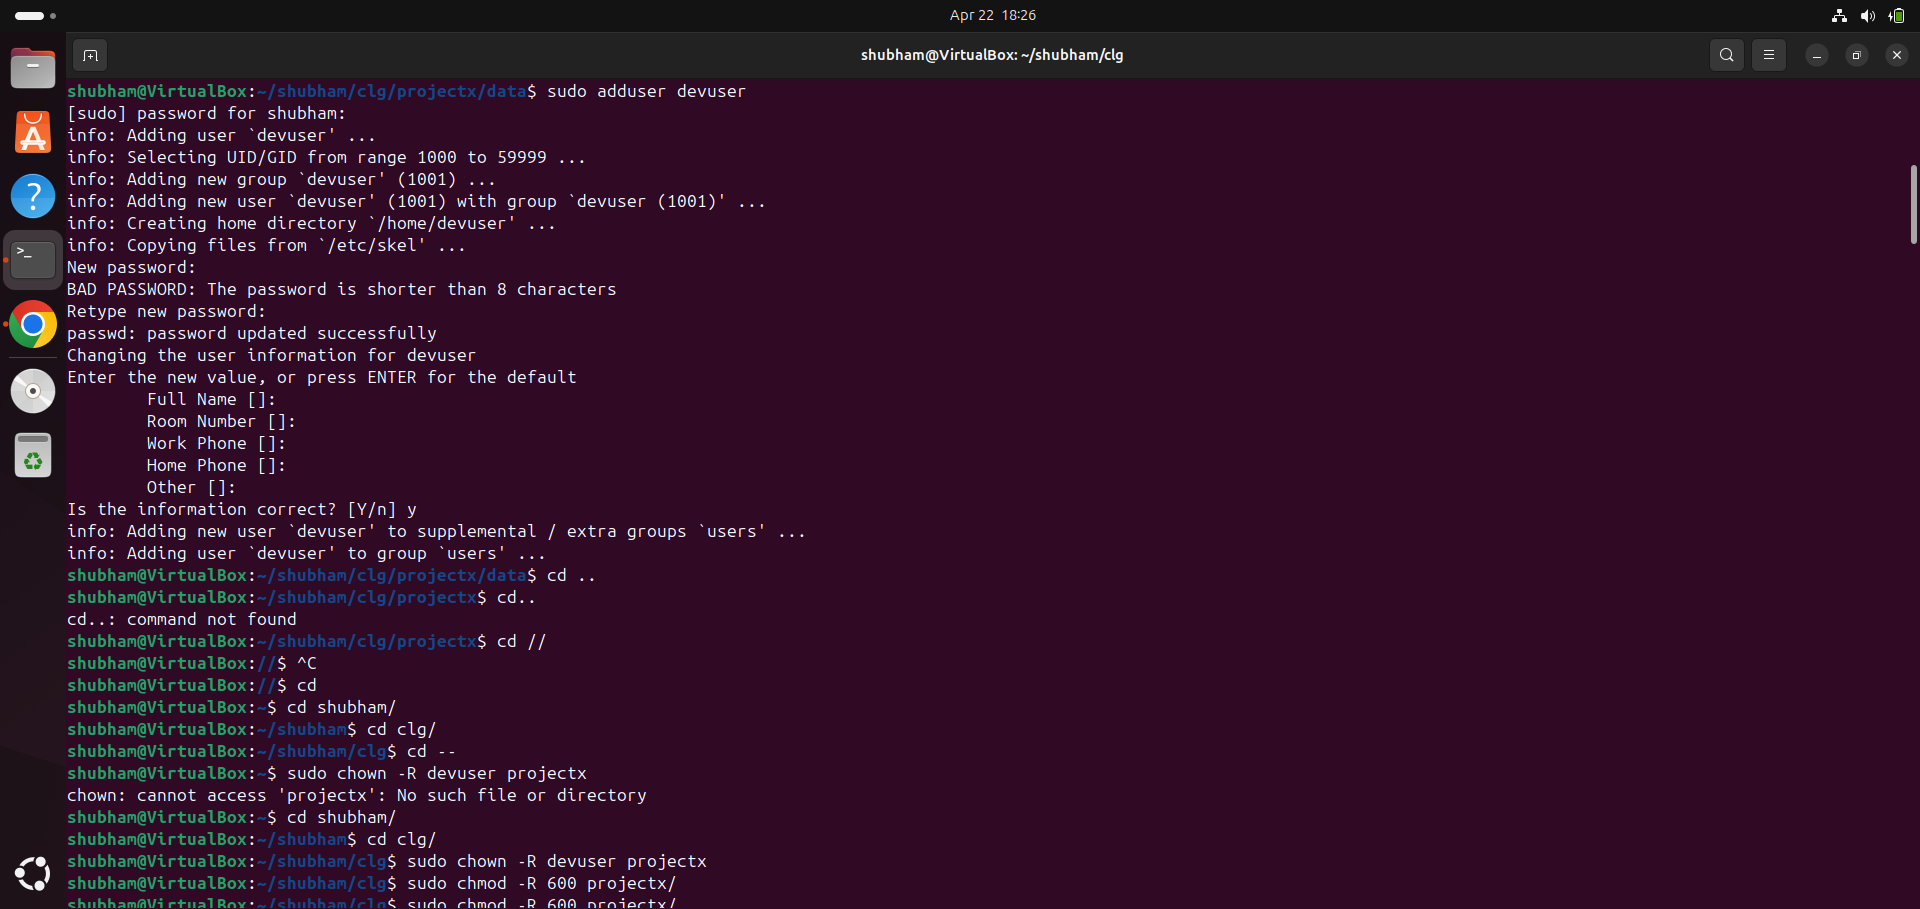 Apr 22 18:26
shubham@VirtualBox: ~/shubham/clg
shubham@VirtualBox:~/shubham/clg/projectx/data$ sudo adduser devuser
[sudo] password for shubham:
info: Adding user `devuser' ...
info: Selecting UID/GID from range 1000 to 59999 ...
info: Adding new group `devuser' (1001) ...
info: Adding new user `devuser' (1001) with group `devuser (1001)' ...
info: Creating home directory `/home/devuser' ...
info: Copying files from `/etc/skel' ...
New password:
BAD PASSWORD: The password is shorter than 8 characters
Retype new password:
passwd: password updated successfully
Changing the user information for devuser
Enter the new value, or press ENTER for the default
Full Name []:
Room Number []:
Work Phone []:
Home Phone []:
Other []:
Is the information correct? [Y/n] y
info: Adding new user `devuser' to supplemental / extra groups `users' ...
info: Adding user `devuser' to group `users' ...
shubham@VirtualBox:~/shubham/clg/projectx/data$ cd ..
shubham@VirtualBox:~/shubham/clg/projectx$ cd..
cd..: command not found
shubham@VirtualBox:~/shubham/clg/projectx$ cd //
shubham@VirtualBox://$ ^C
shubham@VirtualBox://$ cd
shubham@VirtualBox:~$ cd shubham/
shubham@VirtualBox:~/shubham$ cd clg/
shubham@VirtualBox:~/shubham/clg$ cd --
shubham@VirtualBox:~$ sudo chown -R devuser projectx
chown: cannot access 'projectx': No such file or directory
shubham@VirtualBox:~$ cd shubham/
shubham@VirtualBox:~/shubham$ cd clg/
shubham@VirtualBox:~/shubham/clg$ sudo chown -R devuser projectx
shubham@VirtualBox:~/shubham/clg$ sudo chmod -R 600 projectx/
shubham@VirtualBox:~/shubham/clg$ sudo chmod -R 600 projectx/